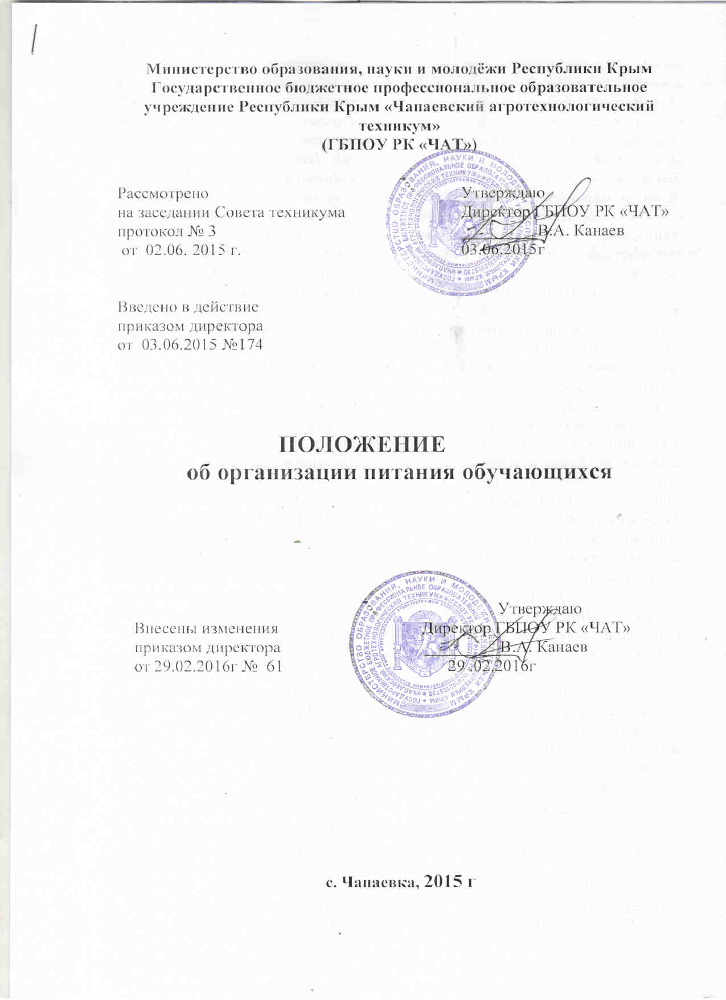 Министерство образования, науки и молодёжи Республики Крым
Государственное бюджетное профессиональное образовательное
учреждение Республики Крым «Чапаевский агротехнологический
техникум»
(ГБПОУ РК «ЧАТ»)
Рассмотрено
на заседании Совета техникума
протокол № 3
от 02.06. 2015 г.
Утверждаю
Директор ГБПОУ РК «ЧАТ»
В.А. Канаев
03.06.2015г
Введено в действие
приказом директора
от 03.06.2015 №174
ПОЛОЖЕНИЕ
об организации питания обучающихся
Внесены изменения
приказом директора
от 29.02.2016г № 61
Утверждаю
Директор ГБПОУ РК «ЧАТ»
В.А. Канаев
29 .02.2016г
с. Чапаевка, 2015 г